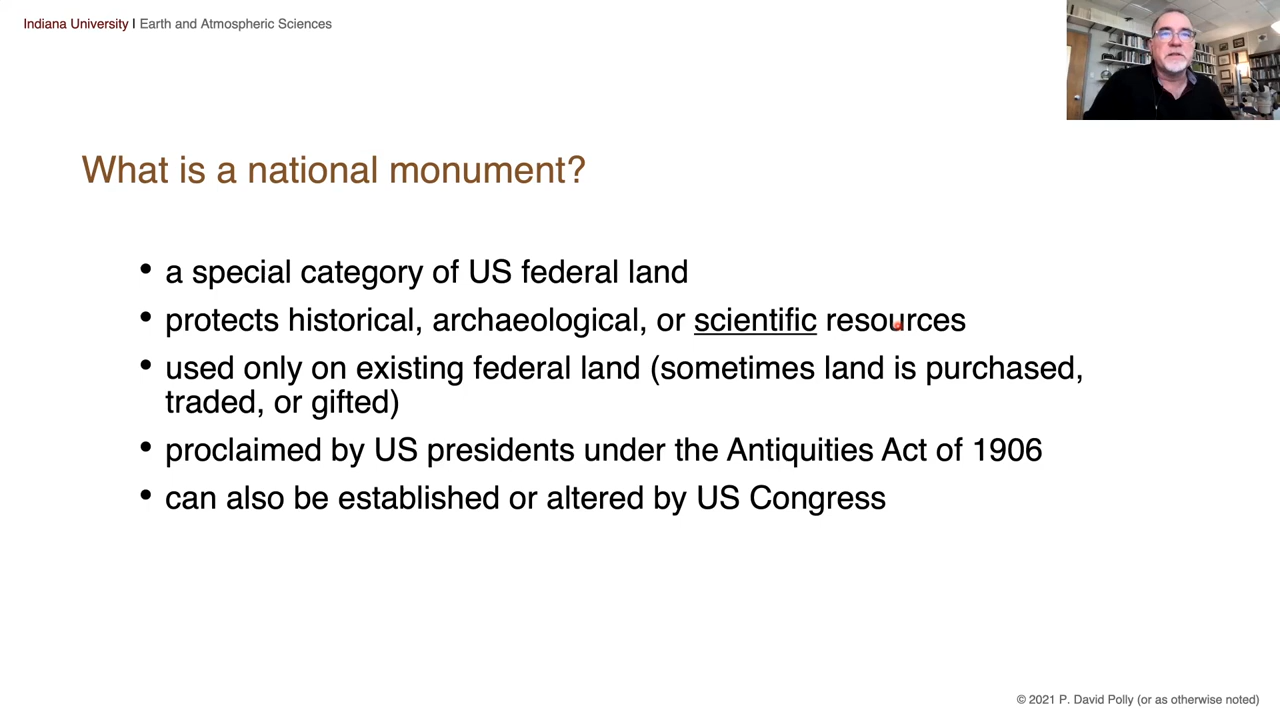 Indiana University | Earth and Atmospheric Sciences
What is a national monument?
• a special category of US federal land
• protects historical, archaeological, or scientific resources
• used only on existing federal land (sometimes land is purchased,
traded, or gifted)
• proclaimed by US presidents under the Antiquities Act of 1906
• can also be established or altered by US Congress
© 2021 P. David Polly (or as otherwise noted)